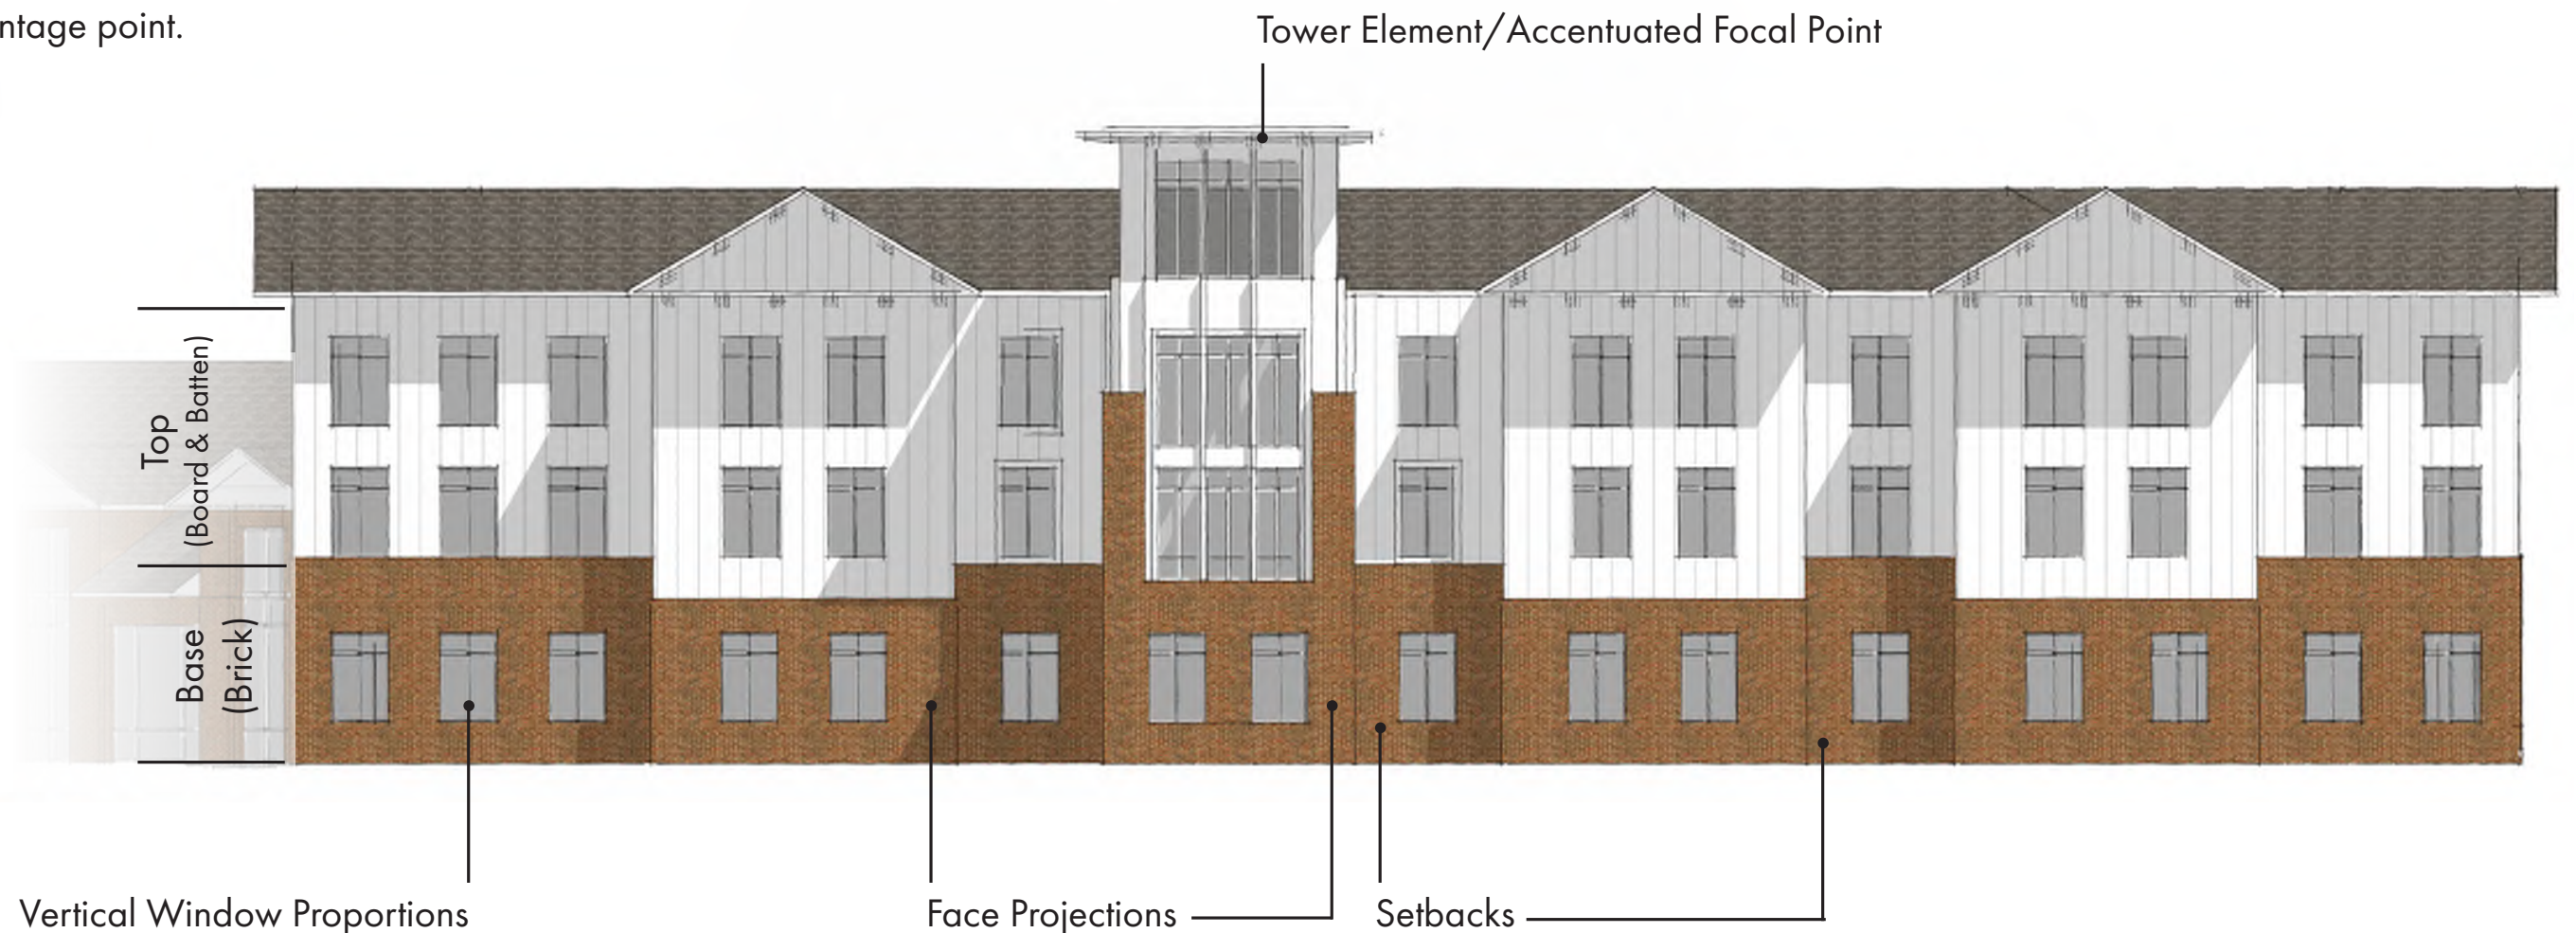 ntage point.
Tower Element/Accentuated Focal Point
Top
(Board & Batten)
Base
(Brick)
Vertical Window Proportions
Face Projections
Setbacks